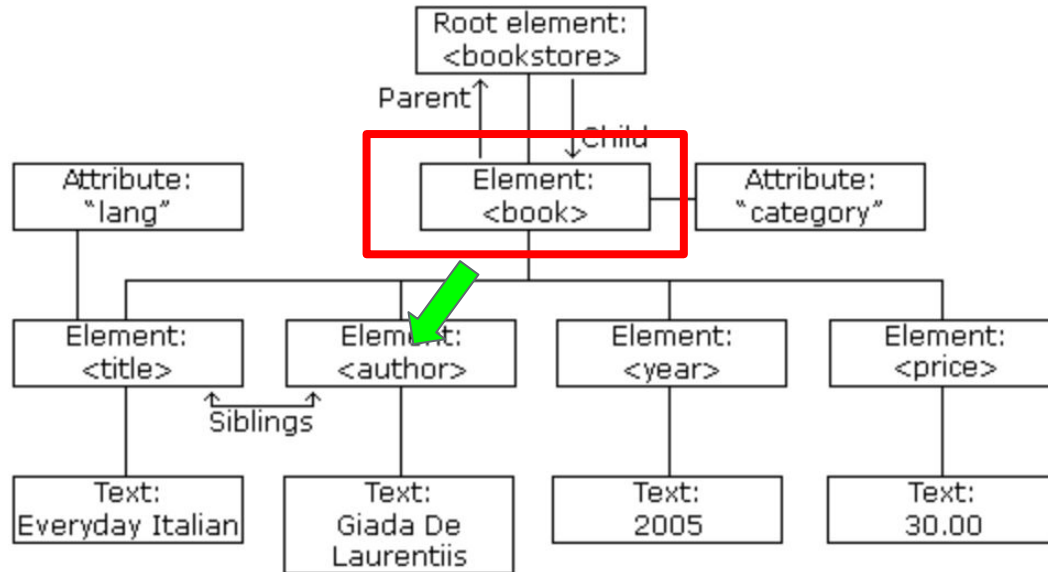 Root element:
<bookstore>
Parent
Child
Attribute:
"lang"
Element:
<book>
Attribute:
"category"
Element:
<title>
Element:
<author>
Element:
<year>
Element:
<price>
Siblings
Text:
Everyday Italian
Text:
Giada De
Laurentiis
Text:
2005
Text:
30.00